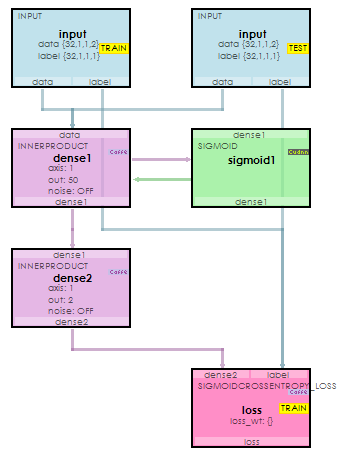 INPUT
input
data {32,1,1,2}
TRAIN
label {32,1,1,1}
data label
INPUT
input
data {32,1,1,2}
TEST
label {32,1,1,1}
data label
data
INNERPRODUCT
Caffe
dense1
axis: 1
out: 50
noise: OFF
dense1
dense1
SIGMOID
Cudnn
sigmoid1
dense1
dense1
INNERPRODUCT
Caffe
dense2
axis: 1
out: 2
noise: OFF
dense2
dense2 label
SIGMOIDCROSSENTROPY_LOSS
Caffe
loss
TRAIN
loss_wt: {}
loss